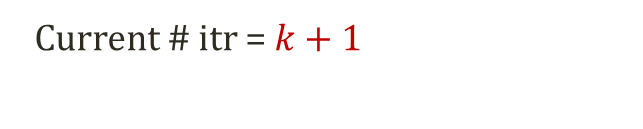 Current # itr = k + 1